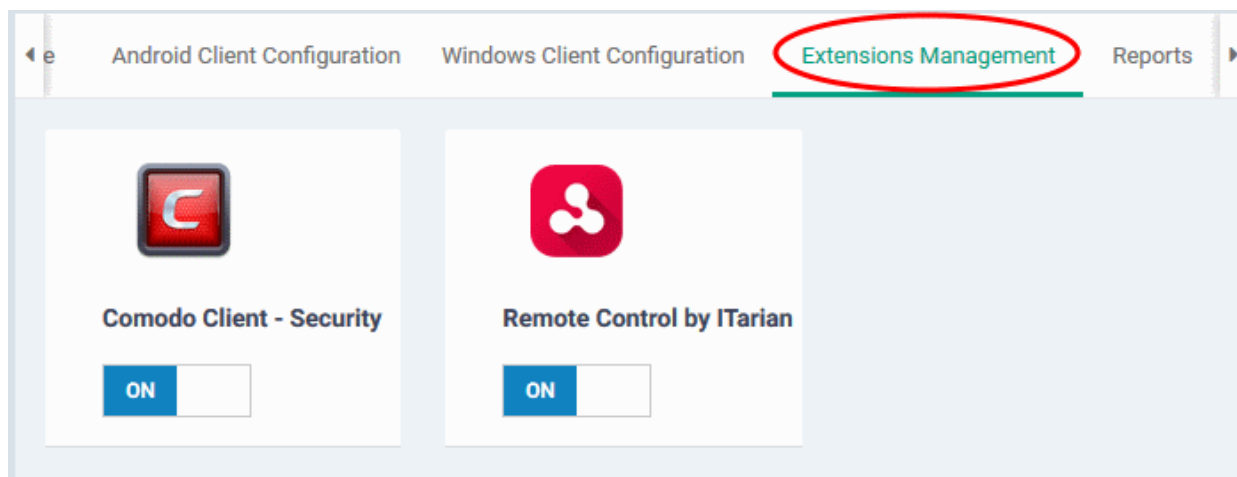 e Android Client Configuration Windows Client Configuration Extensions Management Reports
C
Comodo Client - Security Remote Control by ITarian
ON ON